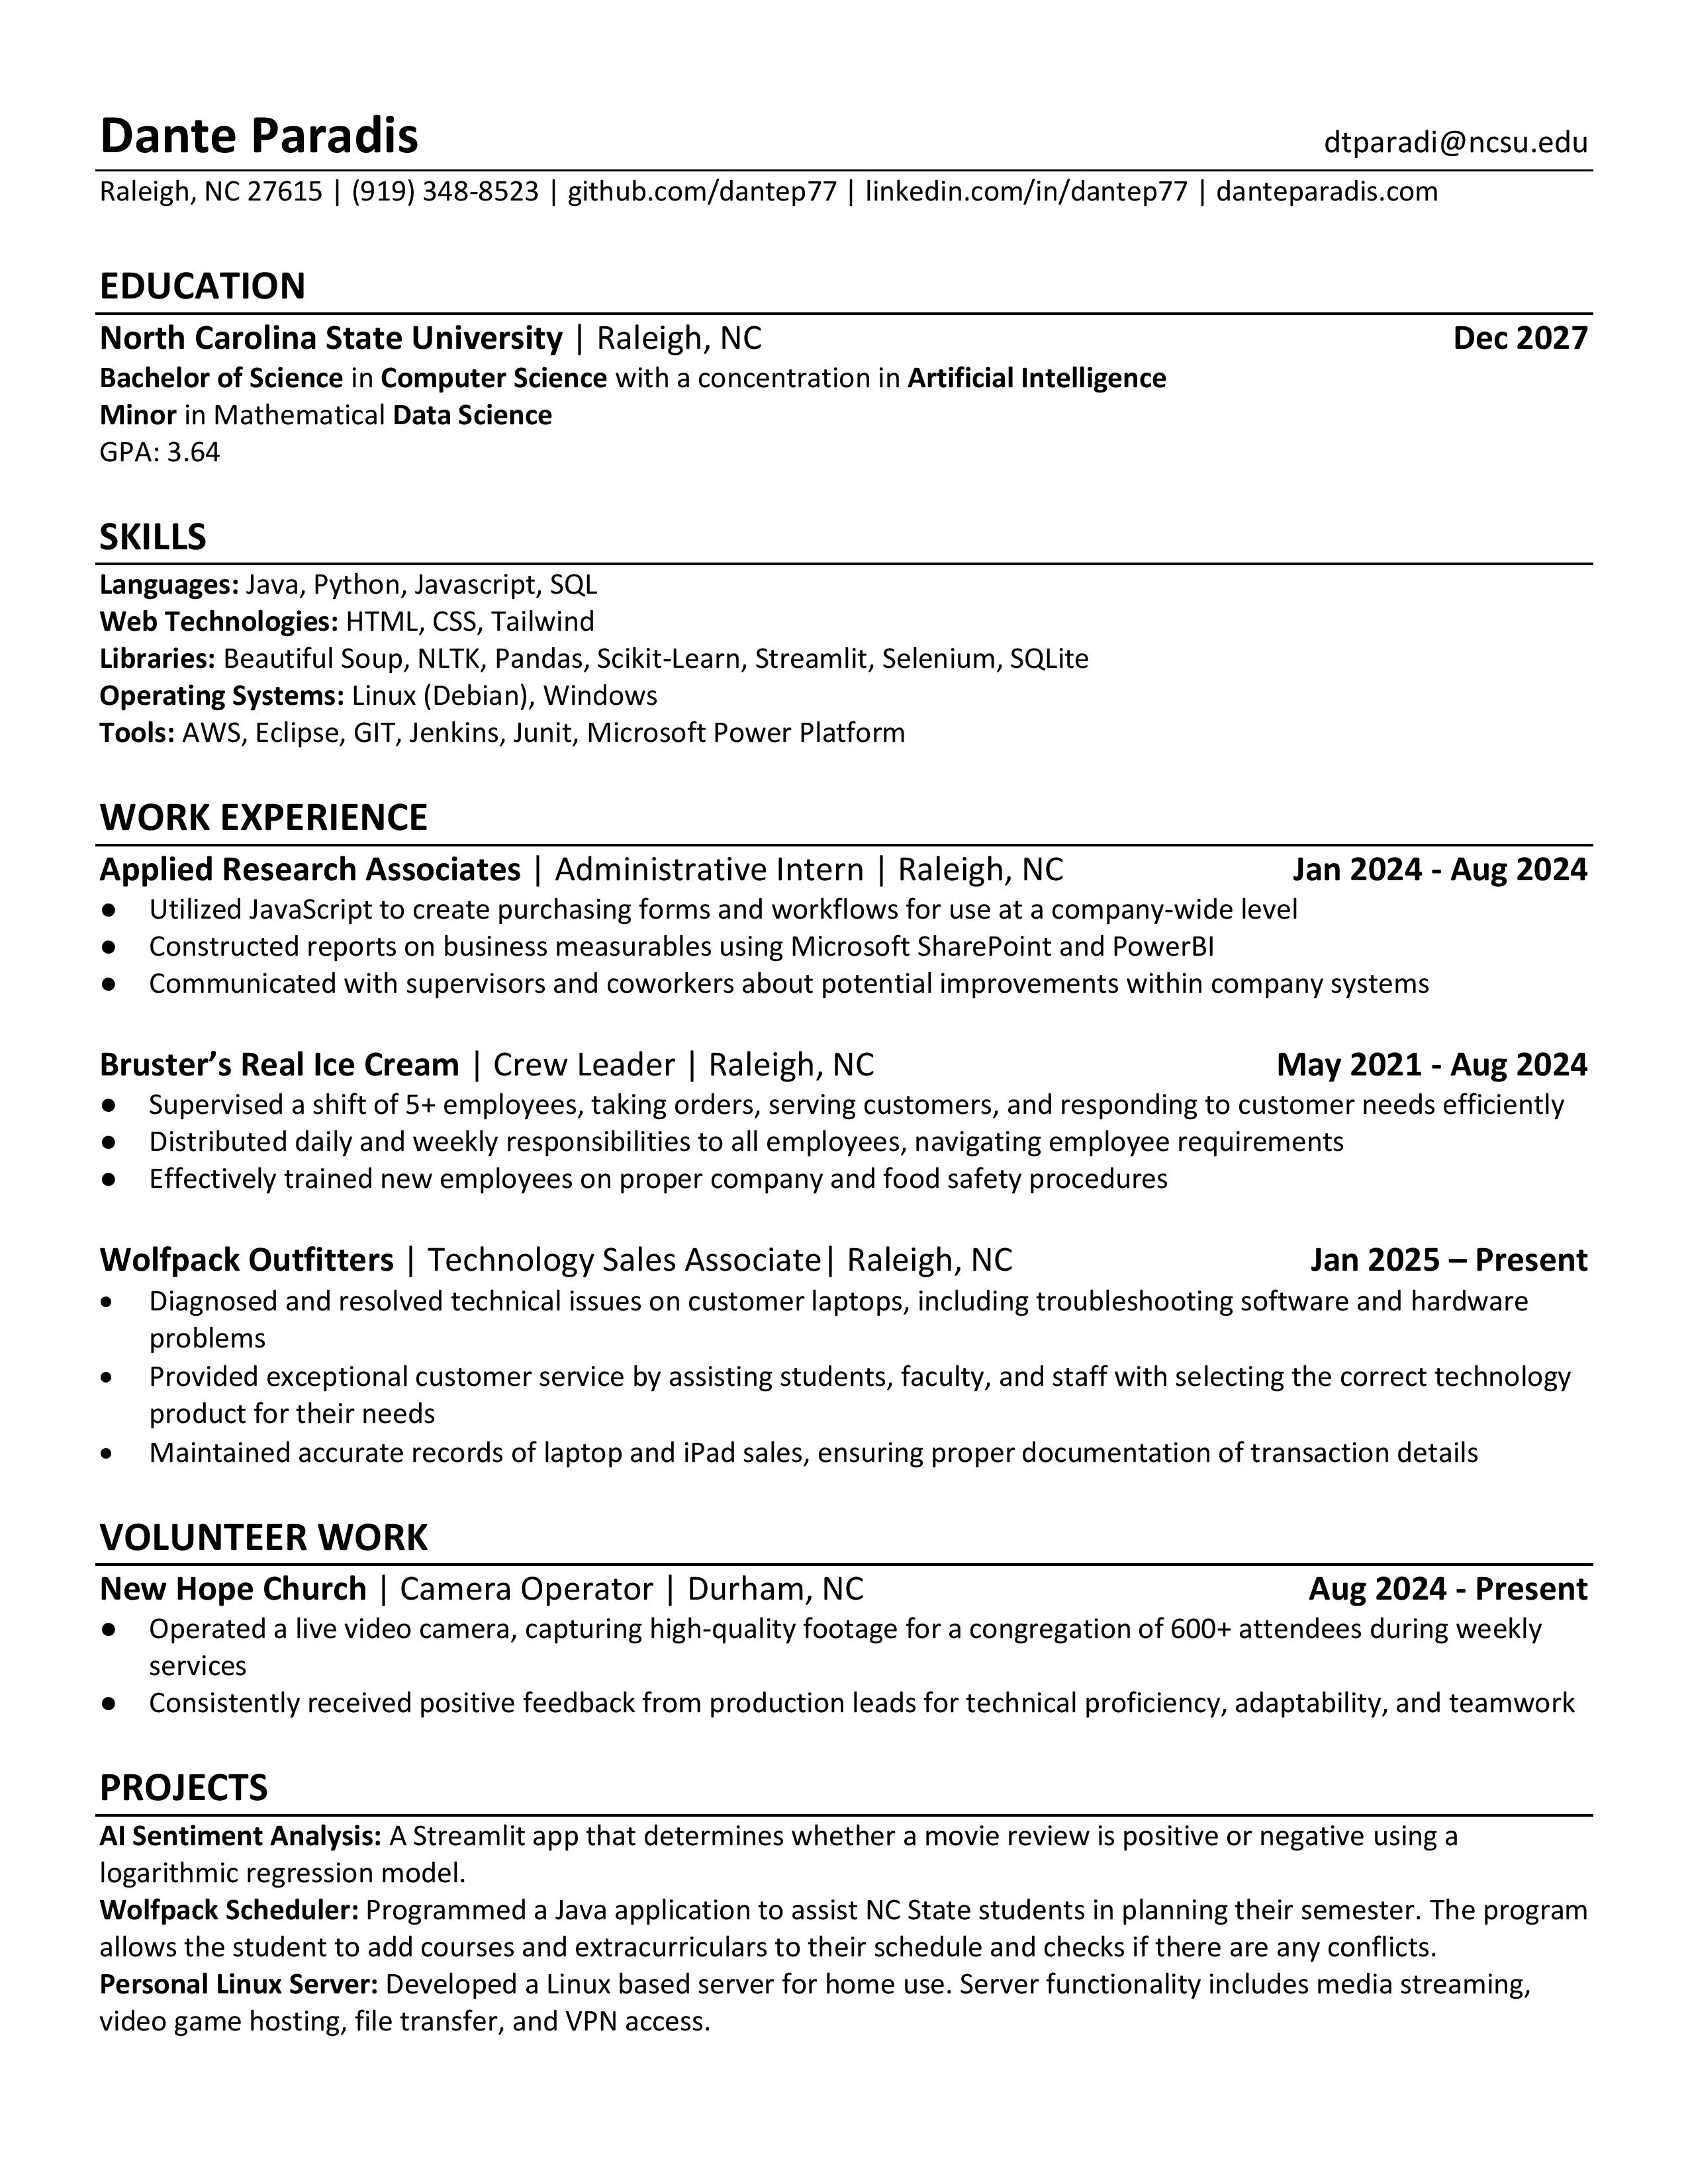 Dante Paradis dtparadi@ncsu.edu
Raleigh, NC 27615 | (919) 348-8523 | github.com/dantep77 | linkedin.com/in/dantep77 | danteparadis.com
EDUCATION
North Carolina State University | Raleigh, NC Dec 2027
Bachelor of Science in Computer Science with a concentration in Artificial Intelligence
Minor in Mathematical Data Science
GPA: 3.64
SKILLS
Languages: Java, Python, Javascript, SQL
Web Technologies: HTML, CSS, Tailwind
Libraries: Beautiful Soup, NLTK, Pandas, Scikit-Learn, Streamlit, Selenium, SQLite
Operating Systems: Linux (Debian), Windows
Tools: AWS, Eclipse, GIT, Jenkins, Junit, Microsoft Power Platform
WORK EXPERIENCE
Applied Research Associates | Administrative Intern | Raleigh, NC Jan 2024 - Aug 2024
● Utilized JavaScript to create purchasing forms and workflows for use at a company-wide level
● Constructed reports on business measurables using Microsoft SharePoint and PowerBI
● Communicated with supervisors and coworkers about potential improvements within company systems
Bruster’s Real Ice Cream | Crew Leader | Raleigh, NC May 2021 - Aug 2024
● Supervised a shift of 5+ employees, taking orders, serving customers, and responding to customer needs efficiently
● Distributed daily and weekly responsibilities to all employees, navigating employee requirements
● Effectively trained new employees on proper company and food safety procedures
Wolfpack Outfitters | Technology Sales Associate| Raleigh, NC Jan 2025 – Present
• Diagnosed and resolved technical issues on customer laptops, including troubleshooting software and hardware
problems
• Provided exceptional customer service by assisting students, faculty, and staff with selecting the correct technology
product for their needs
• Maintained accurate records of laptop and iPad sales, ensuring proper documentation of transaction details
VOLUNTEER WORK
New Hope Church | Camera Operator | Durham, NC Aug 2024 - Present
● Operated a live video camera, capturing high-quality footage for a congregation of 600+ attendees during weekly
services
● Consistently received positive feedback from production leads for technical proficiency, adaptability, and teamwork
PROJECTS
AI Sentiment Analysis: A Streamlit app that determines whether a movie review is positive or negative using a
logarithmic regression model.
Wolfpack Scheduler: Programmed a Java application to assist NC State students in planning their semester. The program
allows the student to add courses and extracurriculars to their schedule and checks if there are any conflicts.
Personal Linux Server: Developed a Linux based server for home use. Server functionality includes media streaming,
video game hosting, file transfer, and VPN access.